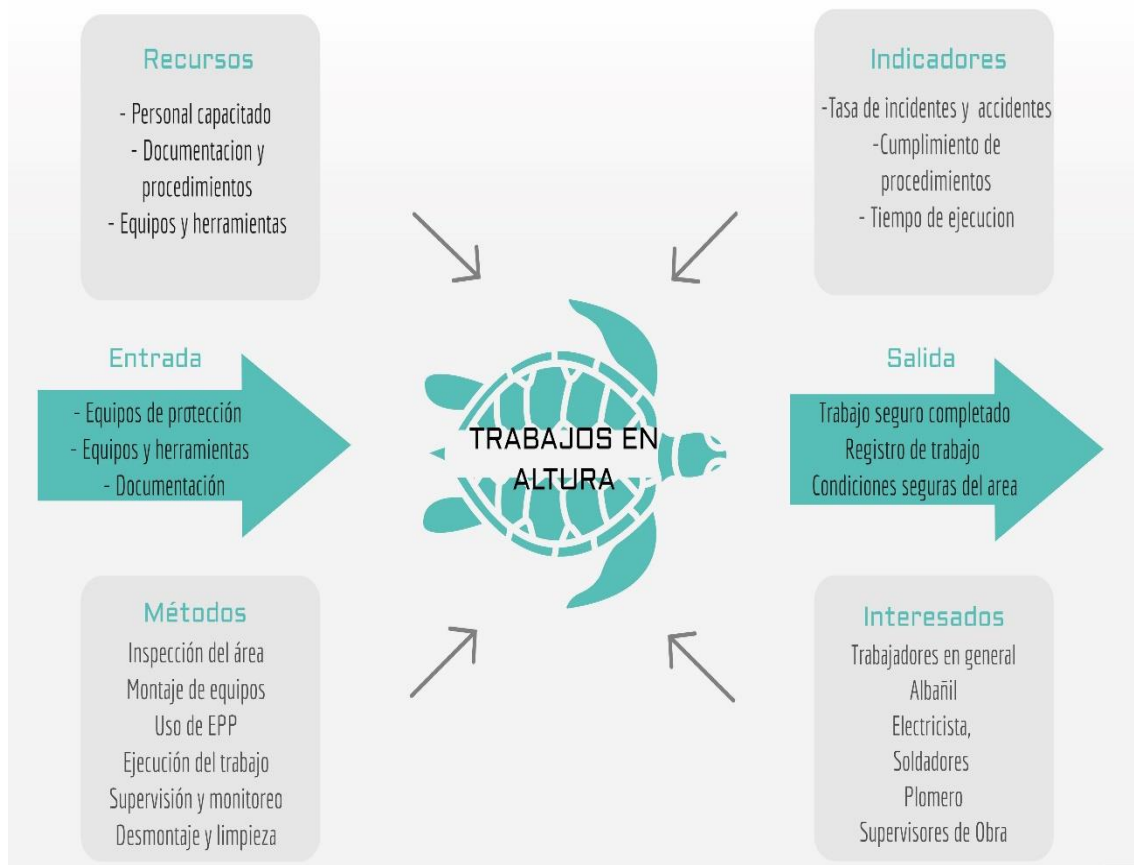 Recursos
- Personal capacitado
- Documentacion y
procedimientos
- Equipos y herramientas
Indicadores
-Tasa de incidentes y accidentes
-Cumplimiento de
procedimientos
- Tiempo de ejecucion
Entrada
- Equipos de protección
- Equipos y herramientas
- Documentación
TRABAJOS EN
ALTURA
Salida
Trabajo seguro completado
Registro de trabajo
Condiciones seguras del area
Métodos
Inspección del área
Montaje de equipos
Uso de EPP
Ejecución del trabajo
Supervisión y monitoreo
Desmontaje y limpieza
Interesados
Trabajadores en general
Albañil
Electricista,
Soldadores
Plomero
Supervisores de Obra